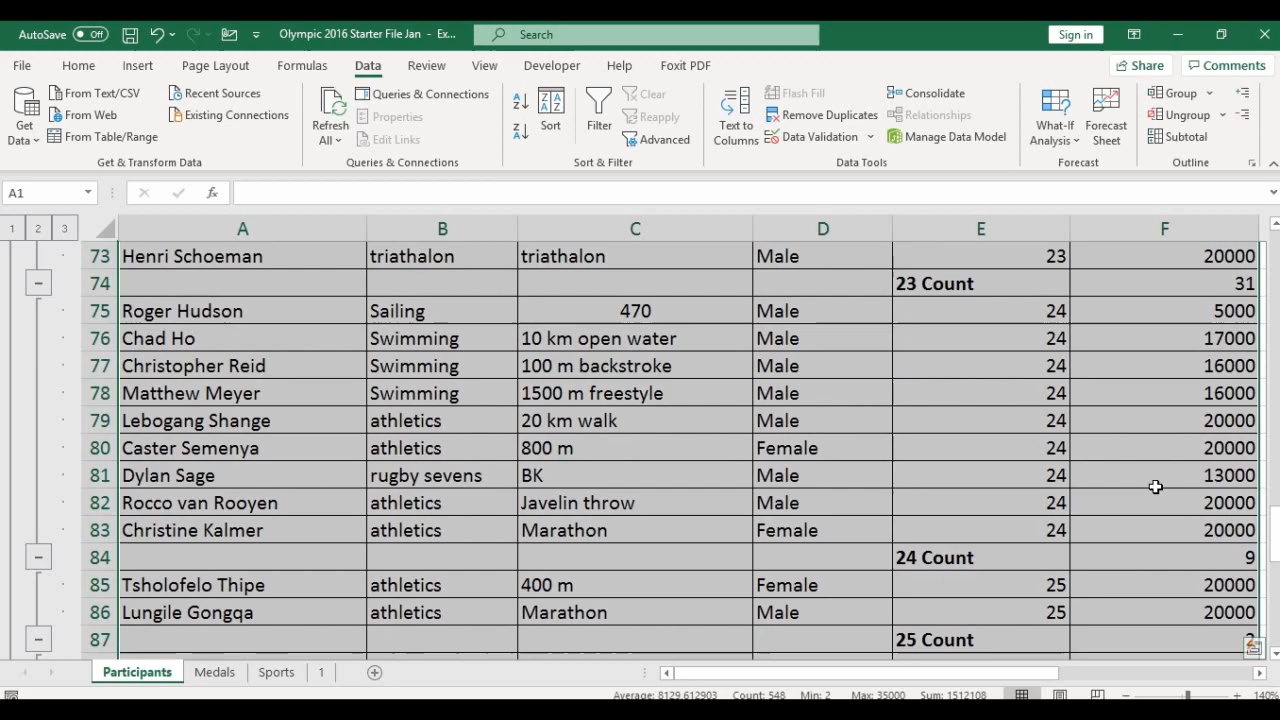 AutoSave Off Olympic 2016 Starter File Jan - Ex... Search Sign in
File Home Insert Page Layout Formulas Data Review View Developer Help Foxit PDF Share Comments
Get Data
From Text/CSV
From Web
From Table/Range
Recent Sources
Existing Connections
Get & Transform Data
Refresh All
Queries & Connections
Properties
Edit Links
Queries & Connections
Sort
Filter
Clear
Reapply
Advanced
Sort & Filter
Text to Columns
Flash Fill
Remove Duplicates
Data Validation
Consolidate
Relationships
Manage Data Model
Data Tools
What-If Analysis
Forecast Sheet
Forecast
Group
Ungroup
Subtotal
Outline
A1 fx
1 2 3 A B C D E F
73 Henri Schoeman triathalon triathalon Male 23 20000
74 23 Count 31
75 Roger Hudson Sailing 470 Male 24 5000
76 Chad Ho Swimming 10 km open water Male 24 17000
77 Christopher Reid Swimming 100 m backstroke Male 24 16000
78 Matthew Meyer Swimming 1500 m freestyle Male 24 16000
79 Lebogang Shange athletics 20 km walk Male 24 20000
80 Caster Semenya athletics 800 m Female 24 20000
81 Dylan Sage rugby sevens BK Male 24 13000
82 Rocco van Rooyen athletics Javelin throw Male 24 20000
83 Christine Kalmer athletics Marathon Female 24 20000
84 24 Count 9
85 Tsholofelo Thipe athletics 400 m Female 25 20000
86 Lungile Gongqa athletics Marathon Male 25 20000
87 25 Count
Participants Medals Sports 1
Average: 8129.612903 Count: 548 Min: 2 Max: 35000 Sum: 1512108 140%